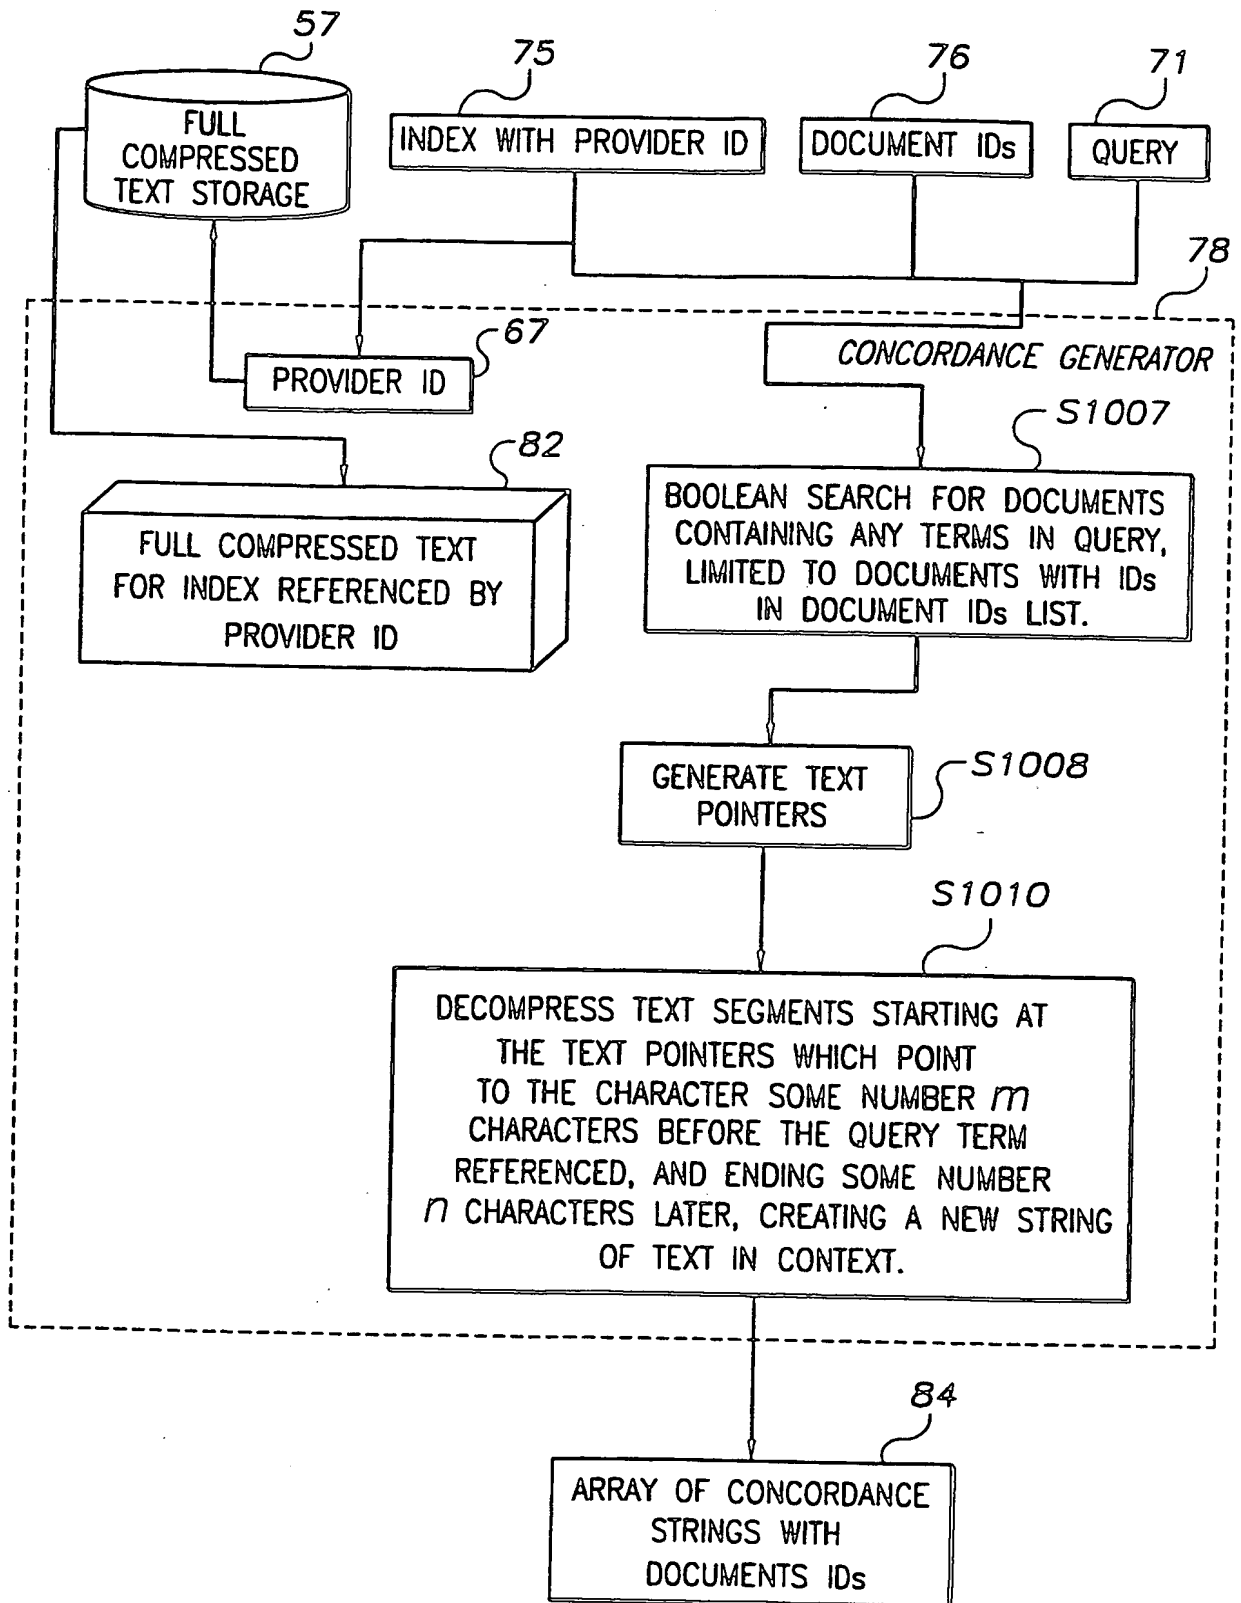 57
75
76
71
FULL
COMPRESSED
TEXT STORAGE
INDEX WITH PROVIDER ID
DOCUMENT IDs
QUERY
78
67
PROVIDER ID
CONCORDANCE GENERATOR
S1007
82
BOOLEAN SEARCH FOR DOCUMENTS
CONTAINING ANY TERMS IN QUERY,
LIMITED TO DOCUMENTS WITH IDs
IN DOCUMENT IDs LIST.
FULL COMPRESSED TEXT
FOR INDEX REFERENCED BY
PROVIDER ID
S1008
GENERATE TEXT
POINTERS
S1010
DECOMPRESS TEXT SEGMENTS STARTING AT
THE TEXT POINTERS WHICH POINT
TO THE CHARACTER SOME NUMBER m
CHARACTERS BEFORE THE QUERY TERM
REFERENCED, AND ENDING SOME NUMBER
n CHARACTERS LATER, CREATING A NEW STRING
OF TEXT IN CONTEXT.
84
ARRAY OF CONCORDANCE
STRINGS WITH
DOCUMENTS IDs